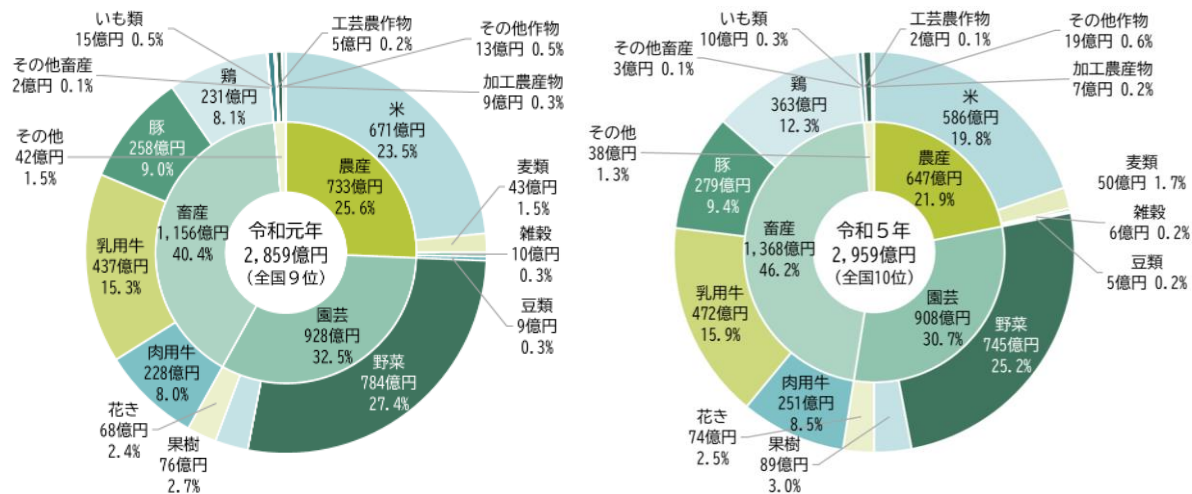 いも類
15億円 0.5%
工芸農作物
5億円 0.2%
その他作物
13億円 0.5%
その他畜産
2億円 0.1%
鶏
231億円
8.1%
加工農産物
9億円 0.3%
米
671億円
23.5%
豚
258億円
9.0%
その他
42億円
1.5%
農産
733億円
25.6%
麦類
43億円
1.5%
畜産
1,156億円
40.4%
令和元年
2,859億円
（全国９位）
乳用牛
437億円
15.3%
雑穀
10億円
0.3%
豆類
9億円
0.3%
園芸
928億円
32.5%
野菜
784億円
27.4%
肉用牛
228億円
8.0%
花き
68億円
2.4%
果樹
76億円
2.7%
いも類
10億円 0.3%
工芸農作物
2億円 0.1%
その他作物
19億円 0.6%
その他畜産
3億円 0.1%
鶏
363億円
12.3%
加工農産物
7億円 0.2%
米
586億円
19.8%
その他
38億円
1.3%
豚
279億円
9.4%
農産
647億円
21.9%
麦類
50億円 1.7%
畜産
1,368億円
46.2%
令和５年
2,959億円
（全国10位）
雑穀
6億円 0.2%
豆類
5億円 0.2%
乳用牛
472億円
15.9%
園芸
908億円
30.7%
野菜
745億円
25.2%
肉用牛
251億円
8.5%
花き
74億円
2.5%
果樹
89億円
3.0%